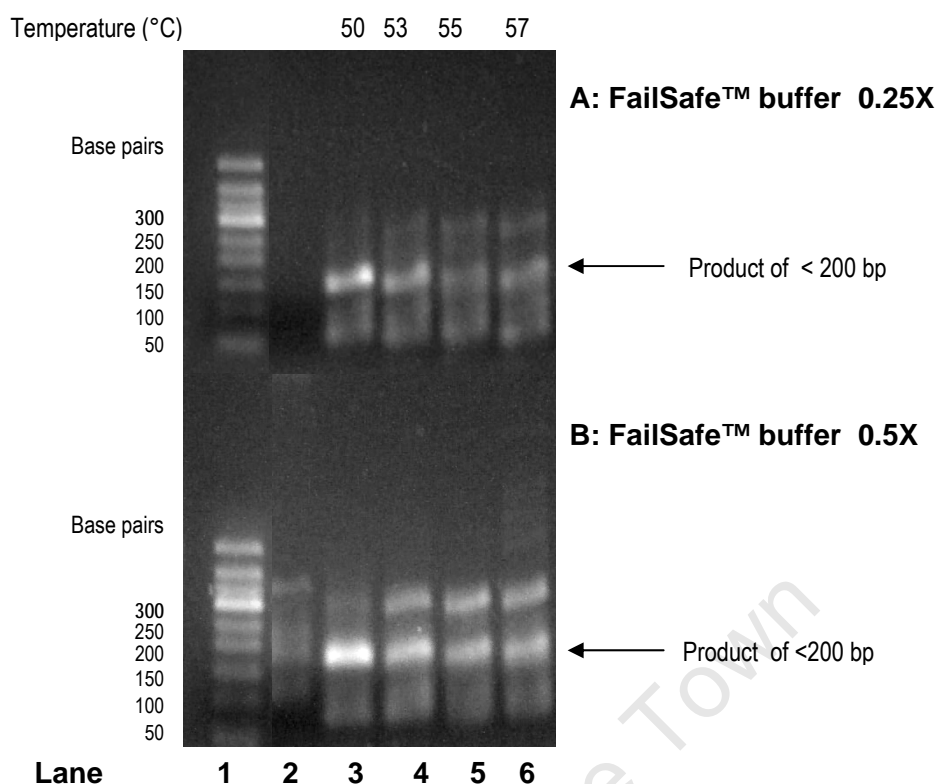 Temperature (°C) 50 53 55 57
A: FailSafe™ buffer 0.25X
Base pairs
300
250
200
150
100
50
Product of < 200 bp
B: FailSafe™ buffer 0.5X
Base pairs
300
250
200
150
100
50
Product of <200 bp
Lane 1 2 3 4 5 6
Town